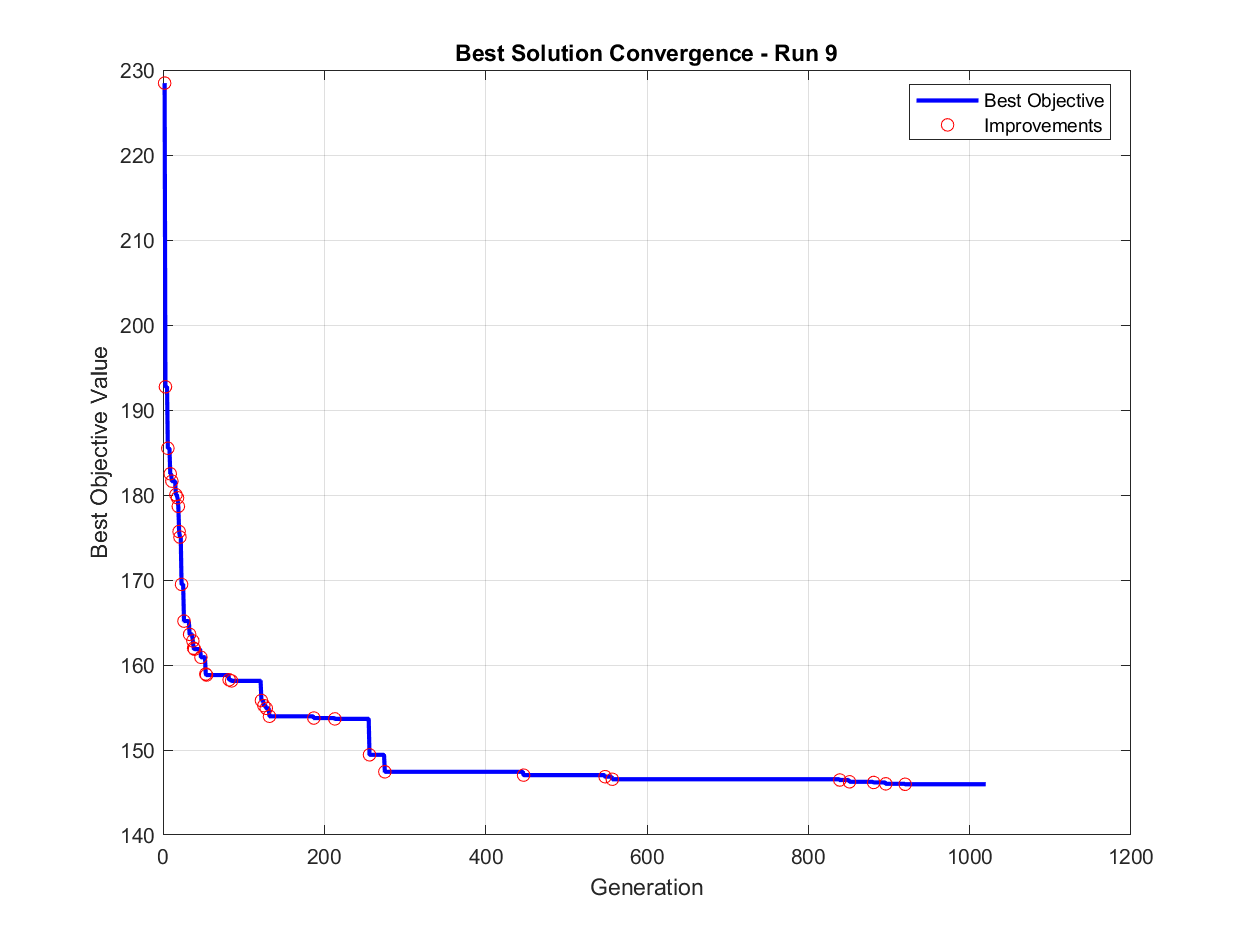 Best Solution Convergence - Run 9
Best Objective
Improvements
230
220
210
200
190
180
170
160
150
140
Best Objective Value
0 200 400 600 800 1000 1200
Generation